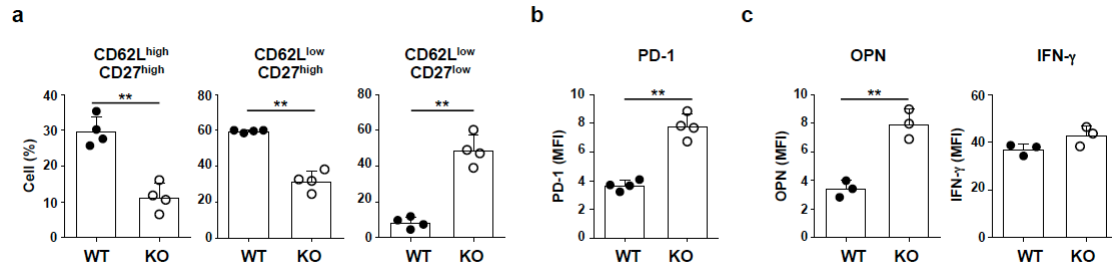 a
CD62Lhigh
CD27high
CD62Llow
CD27high
CD62Llow
CD27low
Cell (%)
40
30
20
10
0
**
WT KO
60
40
20
0
80
**
WT KO
80
60
40
20
0
**
WT KO
b
PD-1
PD-1 (MFI)
10
8
6
4
2
0
**
WT KO
c
OPN
OPN (MFI)
10
8
6
4
2
0
**
WT KO
IFN-γ
IFN-γ (MFI)
60
40
20
0
WT KO